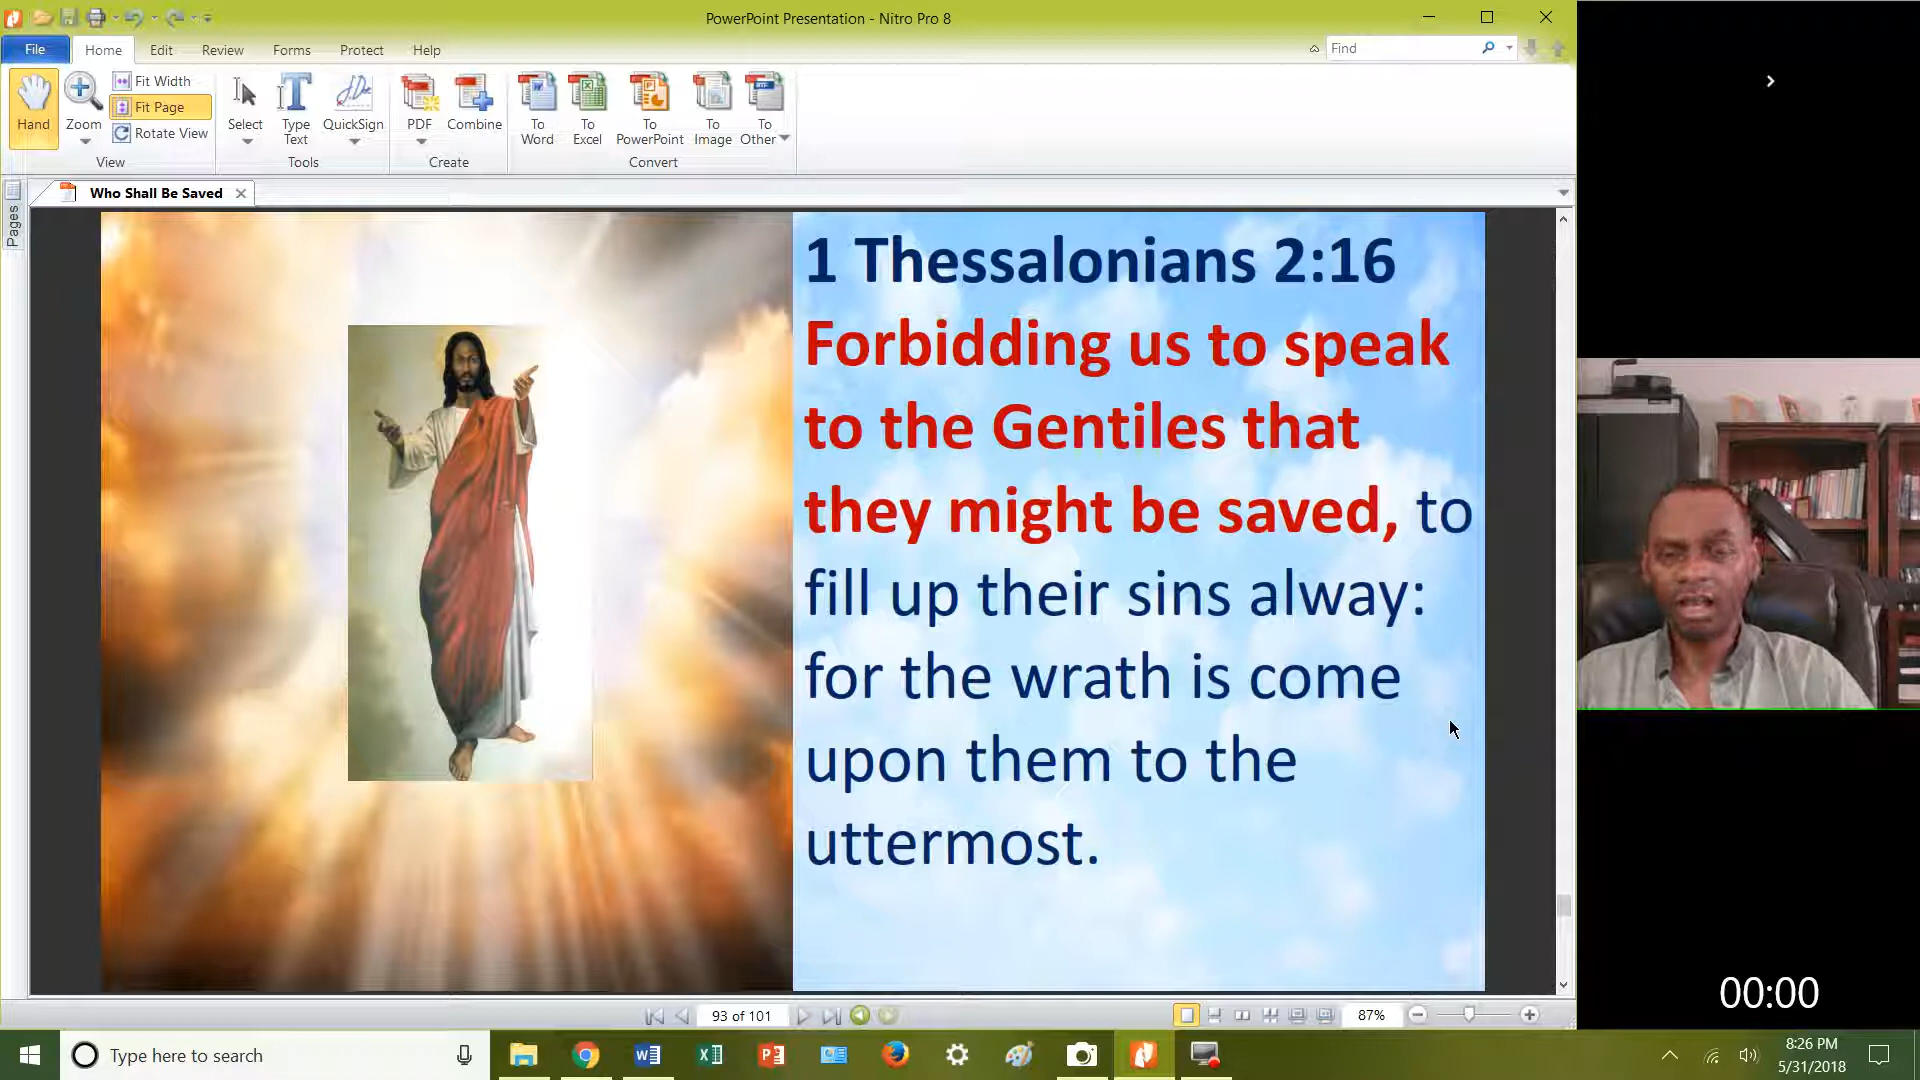 PowerPoint Presentation - Nitro Pro 8
File
Home
Edit
Review
Forms
Protect
Help
Find
Hand
Zoom
Fit Width
Fit Page
Rotate View
View
Select
Type
Text
QuickSign
Tools
PDF
Combine
Create
To
Word
To
Excel
To
PowerPoint
To
Image
To
Other
Convert
Who Shall Be Saved
Pages
1 Thessalonians 2:16
Forbidding us to speak
to the Gentiles that
they might be saved, to
fill up their sins alway:
for the wrath is come
upon them to the
uttermost.
00:00
93 of 101
87%
Type here to search
8:26 PM
5/31/2018